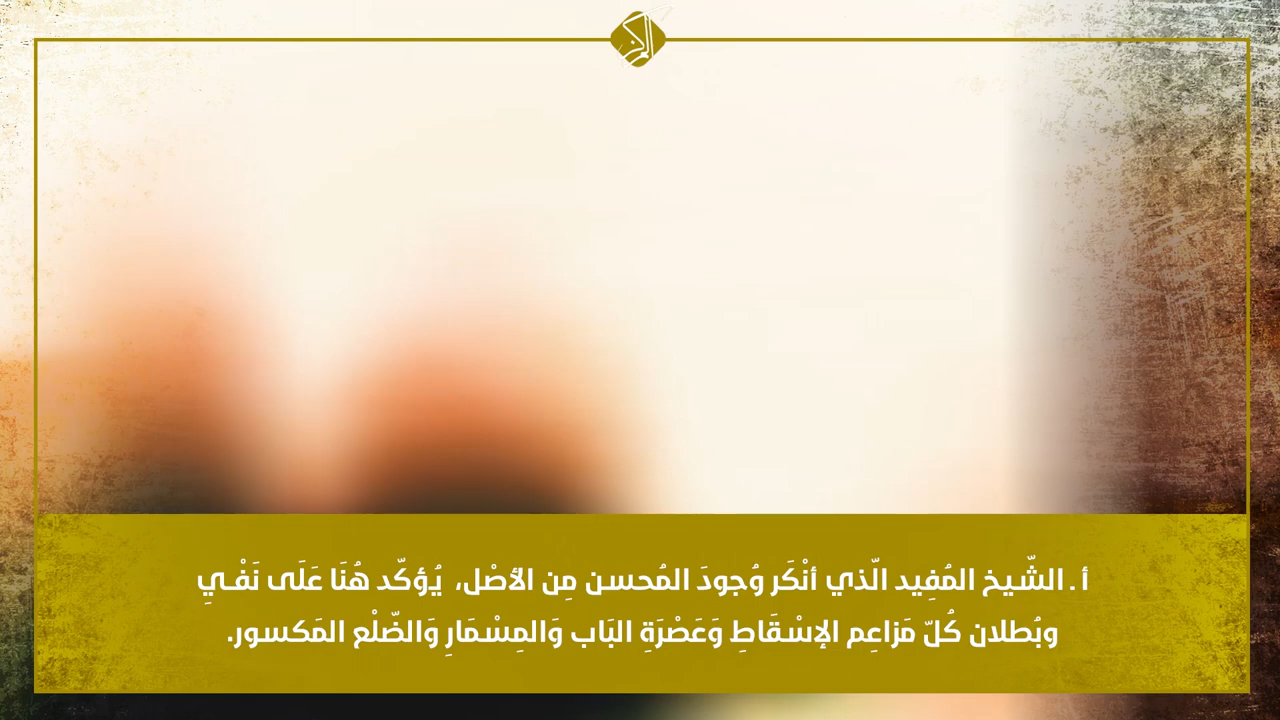 أ . الشّيخ المُفِيد الّذي أنْكَر وُجودَ المُحسن مِن الأصْل، يُؤكّد هُنَا عَلَى نَفْـيِ
وبُطلان كُلّ مَزاعِم الإسْقَاطِ وَعَصْرَةِ البَاب وَالمِسْمَارِ وَالضّلْع المَكسور.